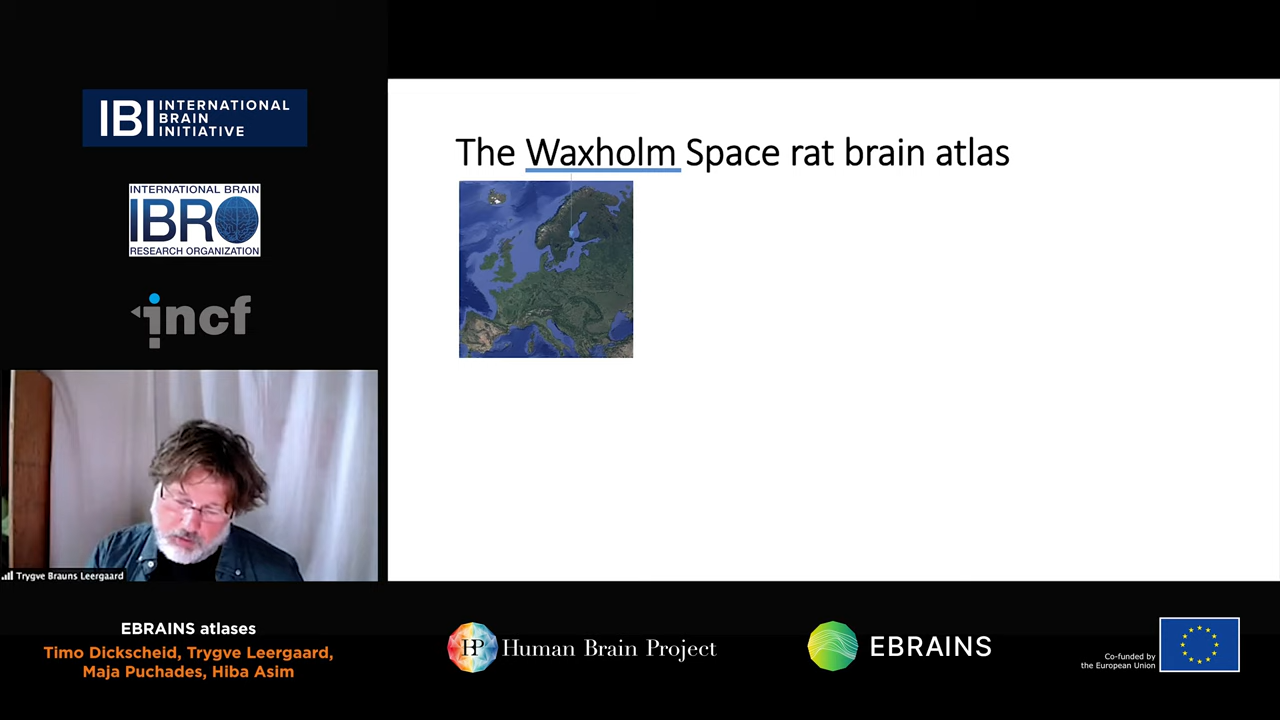 IBI INTERNATIONAL
BRAIN
INITIATIVE
INTERNATIONAL BRAIN
IBRO
RESEARCH ORGANIZATION
incf
Trygve Brauns Leergaard
The Waxholm Space rat brain atlas
EBRAINS atlases
Timo Dickscheid, Trygve Leergaard,
Maja Puchades, Hiba Asim
HBP Human Brain Project
EBRAINS
Co-funded by
the European Union